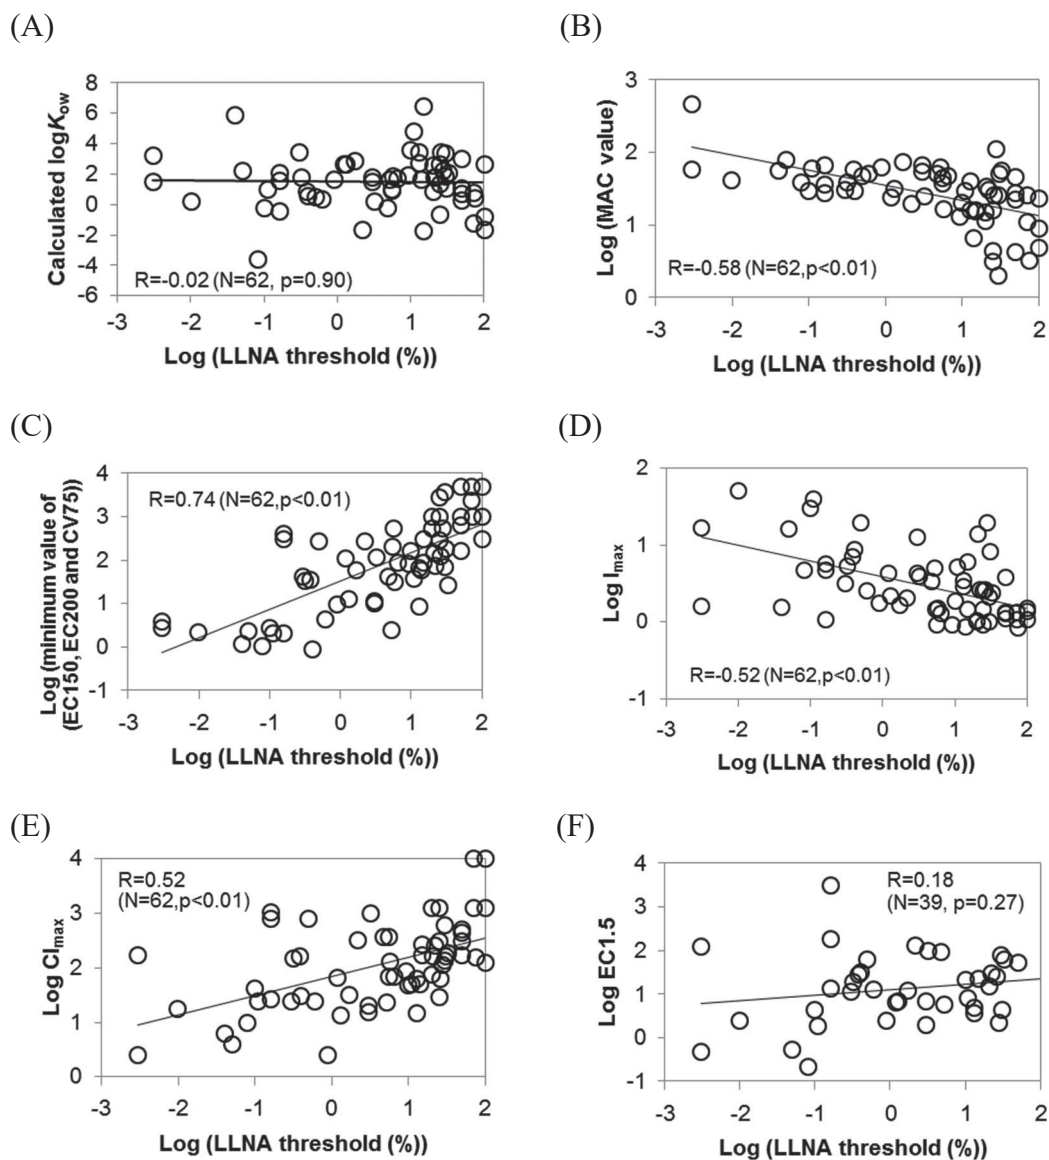 (A)
Calculated logKow
8
6
4
2
0
-2
-4
-6
R=-0.02 (N=62, p=0.90)
-3 -2 -1 0 1 2
Log (LLNA threshold (%))
(B)
Log (MAC value)
3
2
1
0
R=-0.58 (N=62,p<0.01)
-3 -2 -1 0 1 2
Log (LLNA threshold (%))
(C)
Log (minimum value of
(EC150, EC200 and CV75))
4
3
2
1
0
-1
R=0.74 (N=62,p<0.01)
-3 -2 -1 0 1 2
Log (LLNA threshold (%))
(D)
Log Imax
2
1
0
-1
R=-0.52 (N=62,p<0.01)
-3 -2 -1 0 1 2
Log (LLNA threshold (%))
(E)
Log CImax
4
3
2
1
0
R=0.52
(N=62,p<0.01)
-3 -2 -1 0 1 2
Log (LLNA threshold (%))
(F)
Log EC1.5
4
3
2
1
0
-1
R=0.18
(N=39, p=0.27)
-3 -2 -1 0 1 2
Log (LLNA threshold (%))